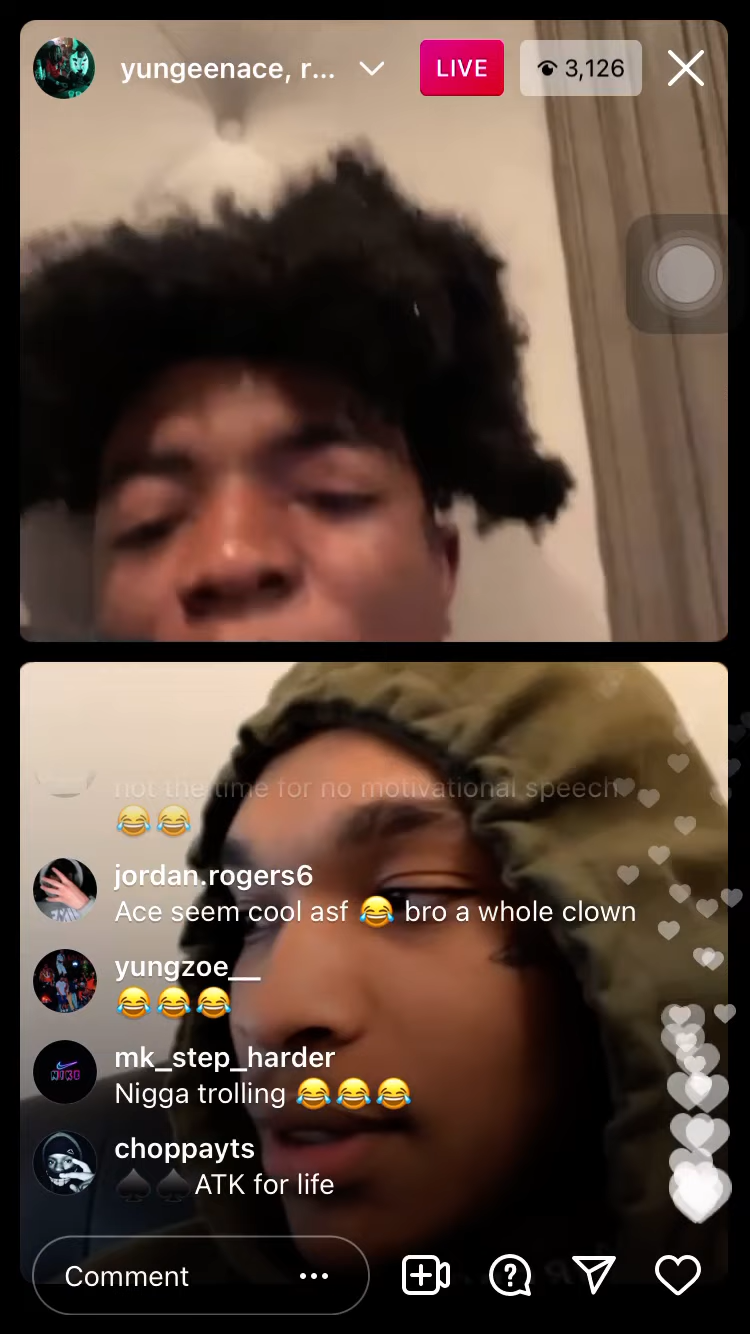 yungeenace, r...
LIVE
3,126
not the time for no motivational speech
😂😂
jordan.rogers6
Ace seem cool asf 😂 bro a whole clown
yungzoe__
😂😂😂
mk_step_harder
Nigga trolling 😂😂😂
choppayts
♠️♠️ATK for life
Comment